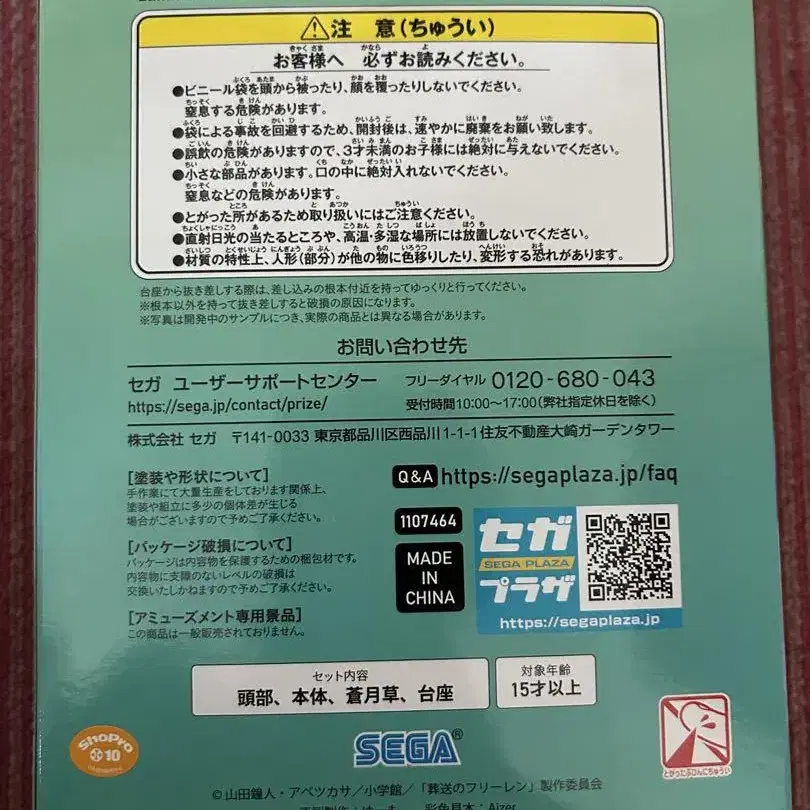 注 意(ちゅうい)
お客様へ 必ずお読みください。
●ビニール袋を頭から被ったり、顔を覆ったりしないでください。
窒息する危険があります。
●袋による事故を回避するため、開封後は、速やかに廃棄をお願い致します。
●誤飲の危険がありますので、3才未満のお子様には絶対に与えないでください。
●小さな部品があります。口の中に絶対入れないでください。
窒息などの危険があります。
●とがった所があるため取り扱いにはご注意ください。
●直射日光の当たるところや、高温・多湿な場所には放置しないでください。
●材質の特性上、人形(部分)が他の物に色移りしたり、変形する恐れがあります。
台座から抜き差しする際は、差し込みの根本付近を持ってゆっくりと行ってください。
※根本以外を持って抜き差しすると破損の原因になります。
※写真は開発中のサンプルにつき、実際の商品とは異なる場合があります。
お問い合わせ先
セガ ユーザーサポートセンター フリーダイヤル 0120-680-043
https://sega.jp/contact/prize/ 受付時間10:00〜17:00(弊社指定休日を除く)
株式会社 セガ 〒141-0033 東京都品川区西品川1-1-1住友不動産大崎ガーデンタワー
[塗装や形状について]
手作業にて大量生産をしております関係上、
塗装や組立に多少の個体差が生じる
場合がございますので予めご了承ください。
[パッケージ破損について]
パッケージは内容物を保護するための梱包材です。
内容物に支障のないレベルの破損は
交換いたしかねますので予めご了承ください。
[アミューズメント専用景品]
この商品は一般販売されておりません。
Q&A https://segaplaza.jp/faq
1107464
MADE
IN
CHINA
セガ
SEGA PLAZA
プラザ
https://segaplaza.jp
セット内容
頭部、本体、蒼月草、台座
対象年齢
15才以上
ShoPro
10
SEGA®
とがったぶひんにちゅうい
©山田鐘人・アベツカサ/小学館/「葬送のフリーレン」製作委員会
彩色見本:Aizer